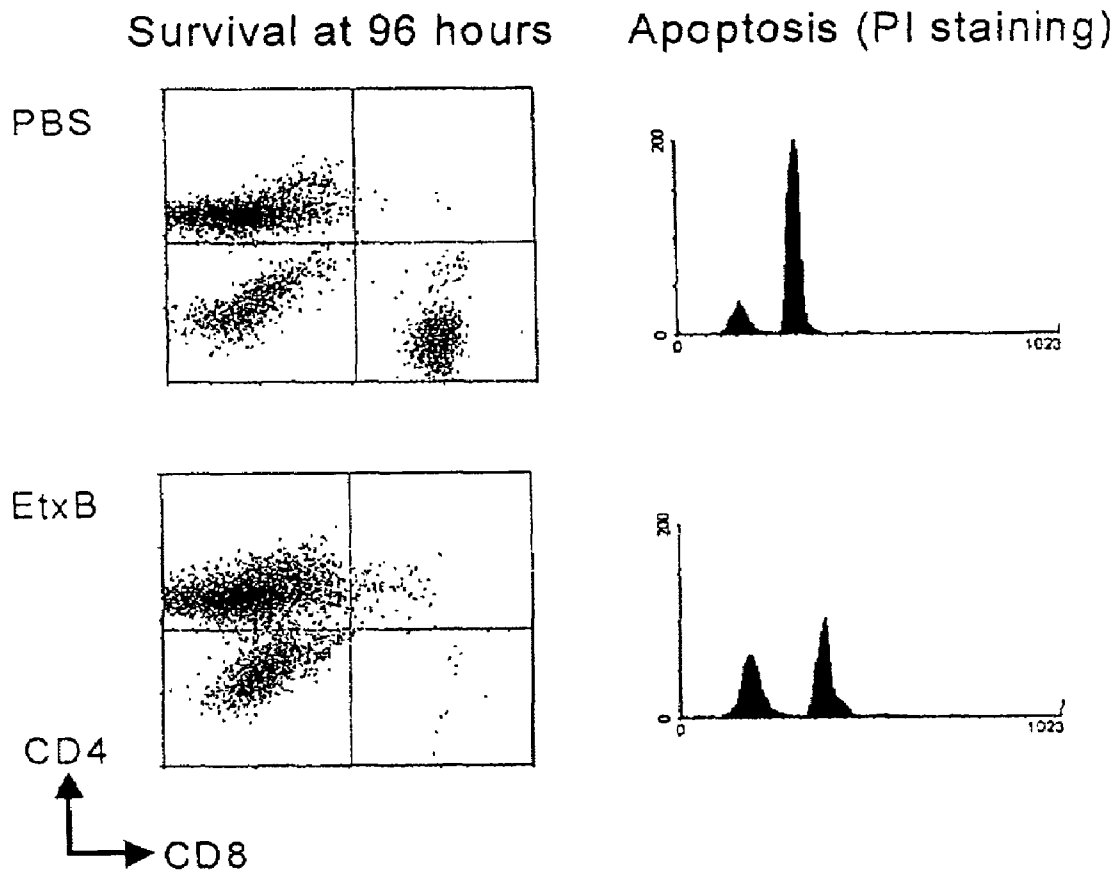 Survival at 96 hours
Apoptosis (PI staining)
PBS
200
0
0
1023
EtxB
200
0
0
1023
CD4
CD8